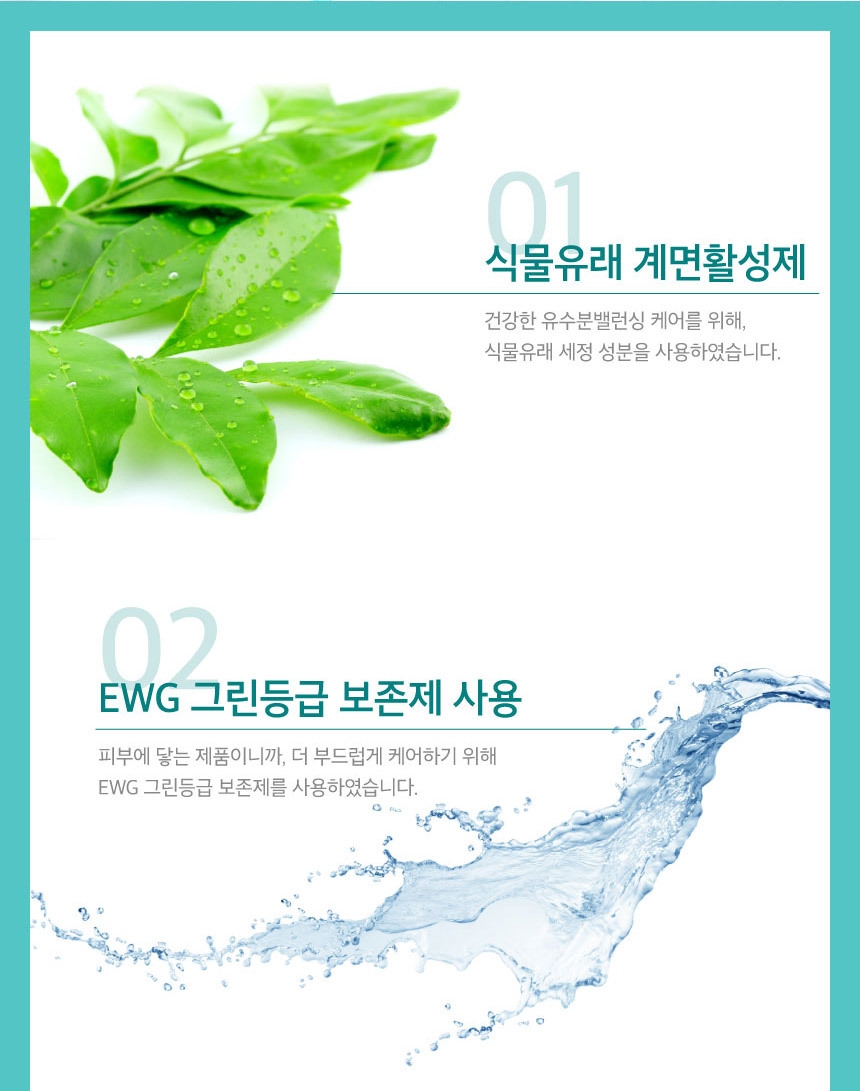 01
식물유래 계면활성제
건강한 유수분밸런싱 케어를 위해,
식물유래 세정 성분을 사용하였습니다.
02
EWG 그린등급 보존제 사용
피부에 닿는 제품이니까, 더 부드럽게 케어하기 위해
EWG 그린등급 보존제를 사용하였습니다.